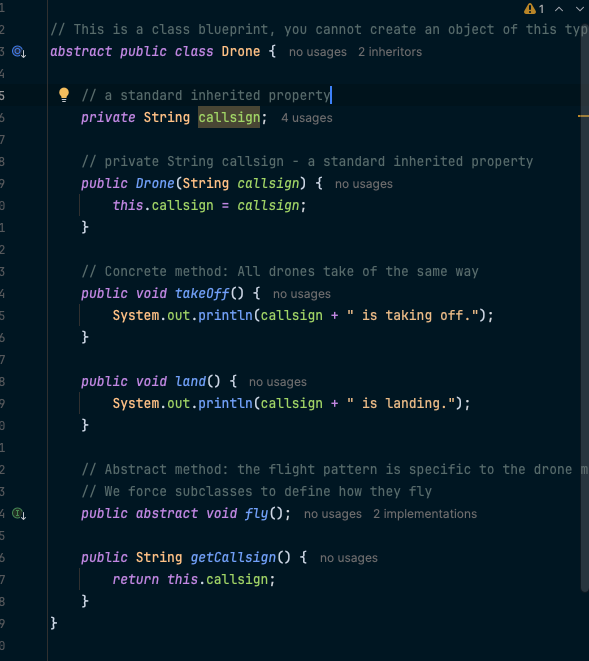 1
1
2 // This is a class blueprint, you cannot create an object of this typ
3 abstract public class Drone { no usages 2 inheritors
4
5 // a standard inherited property
6 private String callsign; 4 usages
7
8 // private String callsign - a standard inherited property
9 public Drone(String callsign) { no usages
0 this.callsign = callsign;
1 }
2
3 // Concrete method: All drones take of the same way
4 public void takeOff() { no usages
5 System.out.println(callsign + " is taking off.");
6 }
7
8 public void land() { no usages
9 System.out.println(callsign + " is landing.");
0 }
1
2 // Abstract method: the flight pattern is specific to the drone m
3 // We force subclasses to define how they fly
4 public abstract void fly(); no usages 2 implementations
5
6 public String getCallsign() { no usages
7 return this.callsign;
8 }
9 }
0